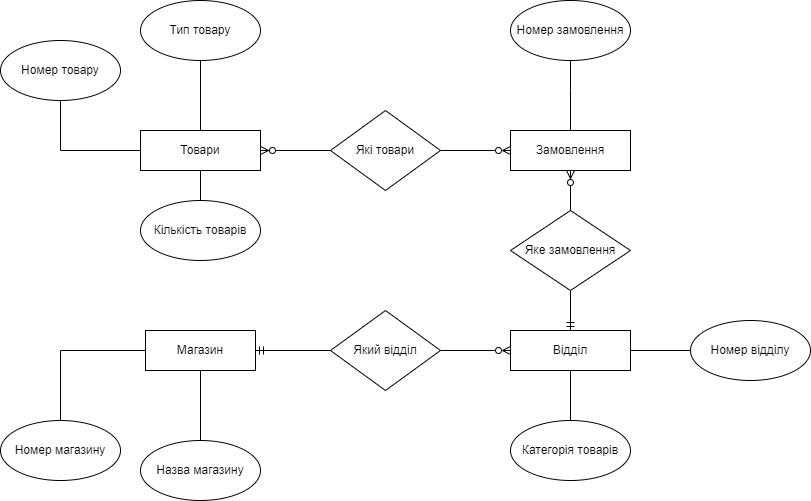 Тип товару
Номер замовлення
Номер товару
Товари
Які товари
Замовлення
Кількість товарів
Яке замовлення
Магазин
Який відділ
Відділ
Номер відділу
Номер магазину
Назва магазину
Категорія товарів